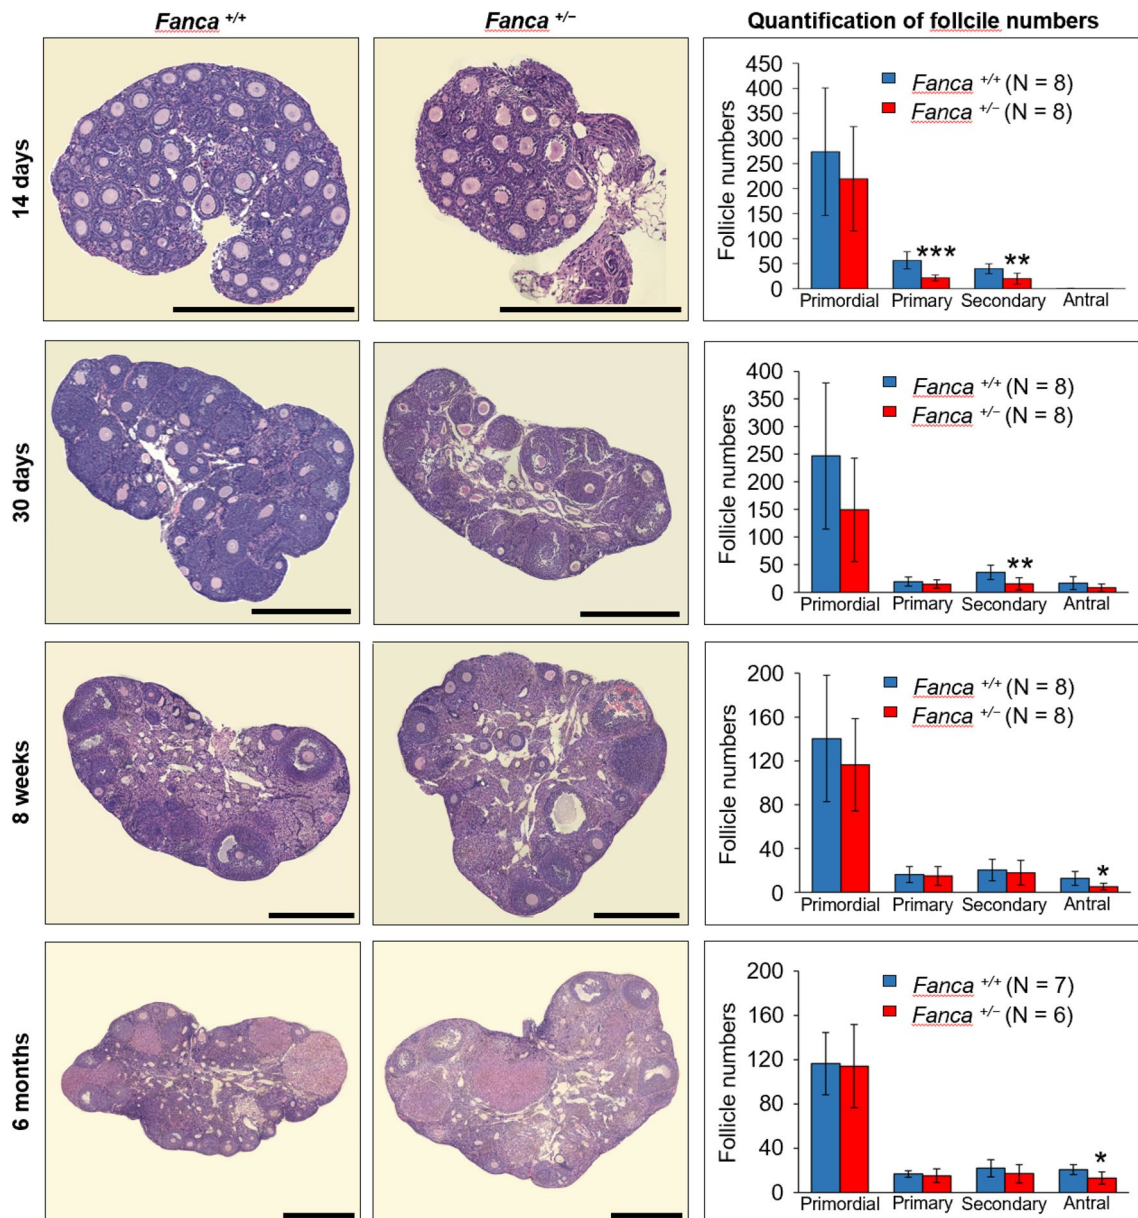 Fanca +/+
Fanca +/−
Quantification of follcile numbers
14 days
450
400
350
300
250
200
150
100
50
0
Follicle numbers
Fanca +/+ (N = 8)
Fanca +/− (N = 8)
***
**
Primordial Primary Secondary Antral
30 days
400
350
300
250
200
150
100
50
0
Follicle numbers
Fanca +/+ (N = 8)
Fanca +/− (N = 8)
**
Primordial Primary Secondary Antral
8 weeks
200
160
120
80
40
0
Follicle numbers
Fanca +/+ (N = 8)
Fanca +/− (N = 8)
*
Primordial Primary Secondary Antral
6 months
200
160
120
80
40
0
Follicle numbers
Fanca +/+ (N = 7)
Fanca +/− (N = 6)
*
Primordial Primary Secondary Antral